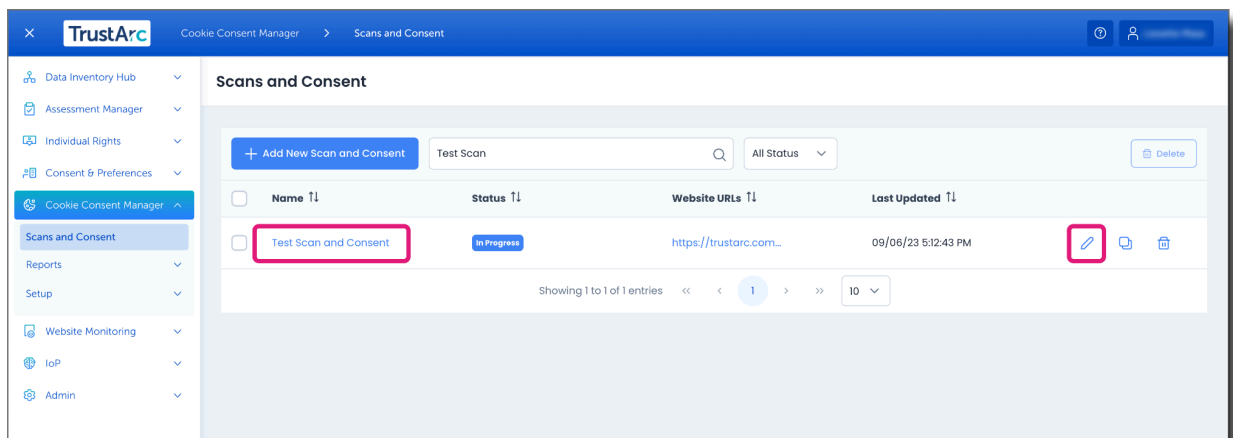 TrustArc Cookie Consent Manager > Scans and Consent
Data Inventory Hub
Assessment Manager
Individual Rights
Consent & Preferences
Cookie Consent Manager
Scans and Consent
Reports
Setup
Website Monitoring
IoP
Admin
Scans and Consent
+ Add New Scan and Consent Test Scan All Status Delete
Name Status Website URLs Last Updated
Test Scan and Consent In Progress https://trustarc.com... 09/06/23 5:12:43 PM
Showing 1 to 1 of 1 entries << < 1 > >> 10